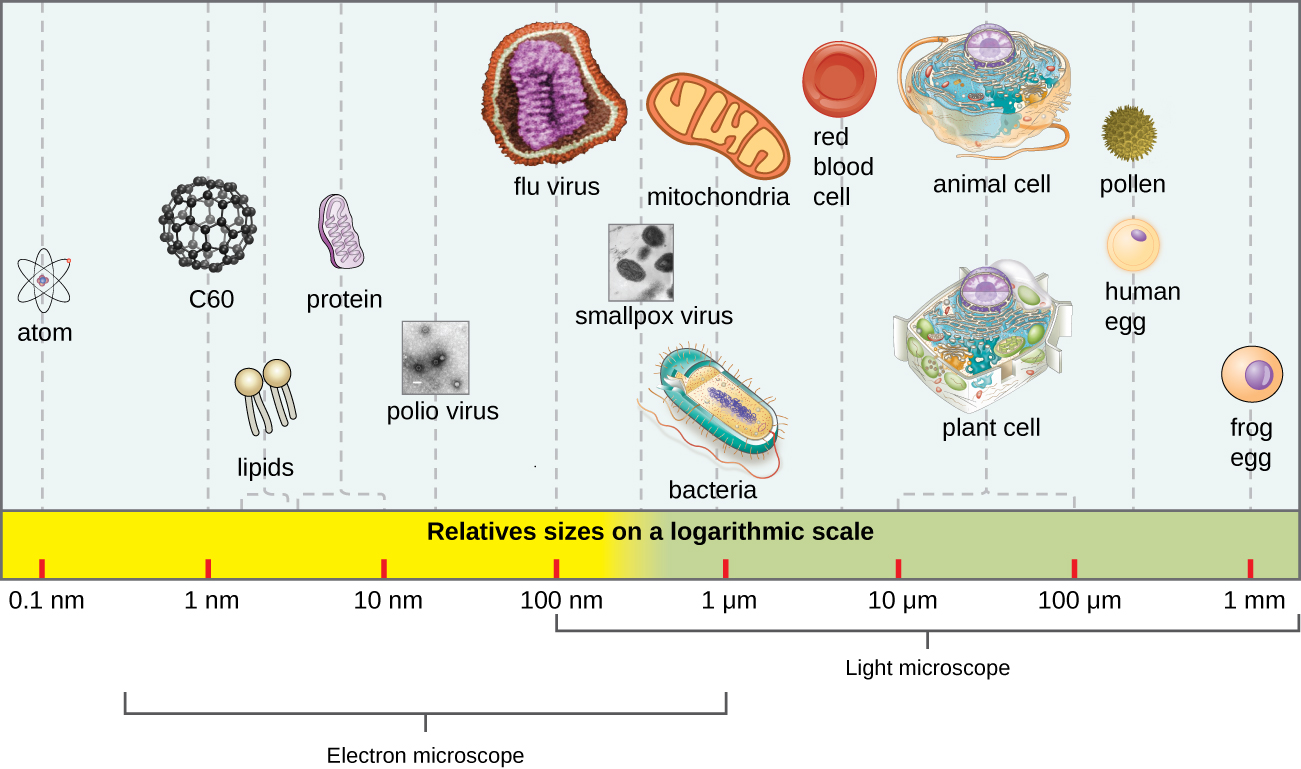 flu virus
mitochondria
red
blood
cell
animal cell
pollen
atom
C60
protein
smallpox virus
human
egg
lipids
polio virus
bacteria
plant cell
frog
egg
Relatives sizes on a logarithmic scale
0.1 nm
1 nm
10 nm
100 nm
1 µm
10 µm
100 µm
1 mm
Light microscope
Electron microscope